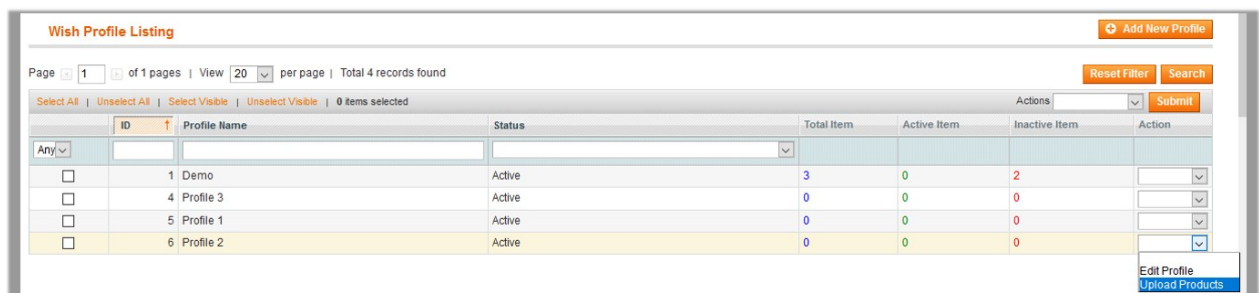 Wish Profile Listing Add New Profile
Page 1 of 1 pages | View 20 per page | Total 4 records found Reset Filter Search
Select All | Unselect All | Select Visible | Unselect Visible | 0 items selected Actions Submit
ID ↑ Profile Name Status Total Item Active Item Inactive Item Action
Any
1 Demo Active 3 0 2
4 Profile 3 Active 0 0 0
5 Profile 1 Active 0 0 0
6 Profile 2 Active 0 0 0
Edit Profile
Upload Products